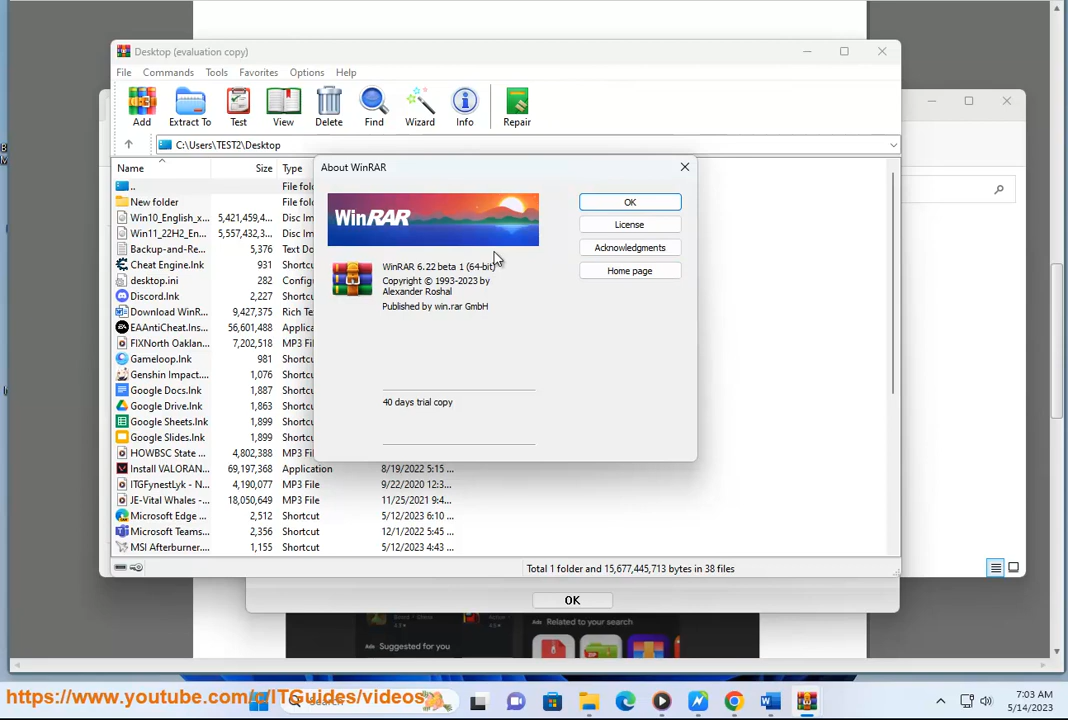 Desktop (evaluation copy)
File Commands Tools Favorites Options Help
Add Extract To Test View Delete Find Wizard Info Repair
C:\Users\TEST2\Desktop
Name Size Type
.. File fol
New folder File fol
Win10_English_x... 5,421,459,4... Disc Im
Win11_22H2_En... 5,557,432,3... Disc Im
Backup-and-Re... 5,376 Text Do
Cheat Engine.lnk 931 Shortcu
desktop.ini 282 Config
Discord.lnk 2,227 Shortcu
Download WinR... 9,427,375 Rich Te
EAAntiCheat.Ins... 56,601,488 Applica
FIXNorth Oaklan... 7,202,518 MP3 Fi
Gameloop.lnk 981 Shortcu
Genshin Impact.... 1,076 Shortcu
Google Docs.lnk 1,887 Shortcu
Google Drive.lnk 1,863 Shortcu
Google Sheets.lnk 1,899 Shortcu
Google Slides.lnk 1,899 Shortcu
HOWBSC State ... 4,802,388 MP3 Fi
Install VALORAN... 69,197,368 Application 8/19/2022 5:15 ...
ITGFynestLyk - N... 4,190,077 MP3 File 9/22/2020 12:3...
JE-Vital Whales -... 18,050,649 MP3 File 11/25/2021 9:4...
Microsoft Edge ... 2,512 Shortcut 5/12/2023 6:10 ...
Microsoft Teams... 2,356 Shortcut 12/1/2022 5:45 ...
MSI Afterburner.... 1,155 Shortcut 5/12/2023 4:43 ...
About WinRAR
WinRAR
WinRAR 6.22 beta 1 (64-bit)
Copyright © 1993-2023 by
Alexander Roshal
Published by win.rar GmbH
40 days trial copy
OK
License
Acknowledgments
Home page
Total 1 folder and 15,677,445,713 bytes in 38 files
OK
Ads Related to your search
Ads Suggested for you
https://www.youtube.com/c/ITGuides/videos
7:03 AM
5/14/2023